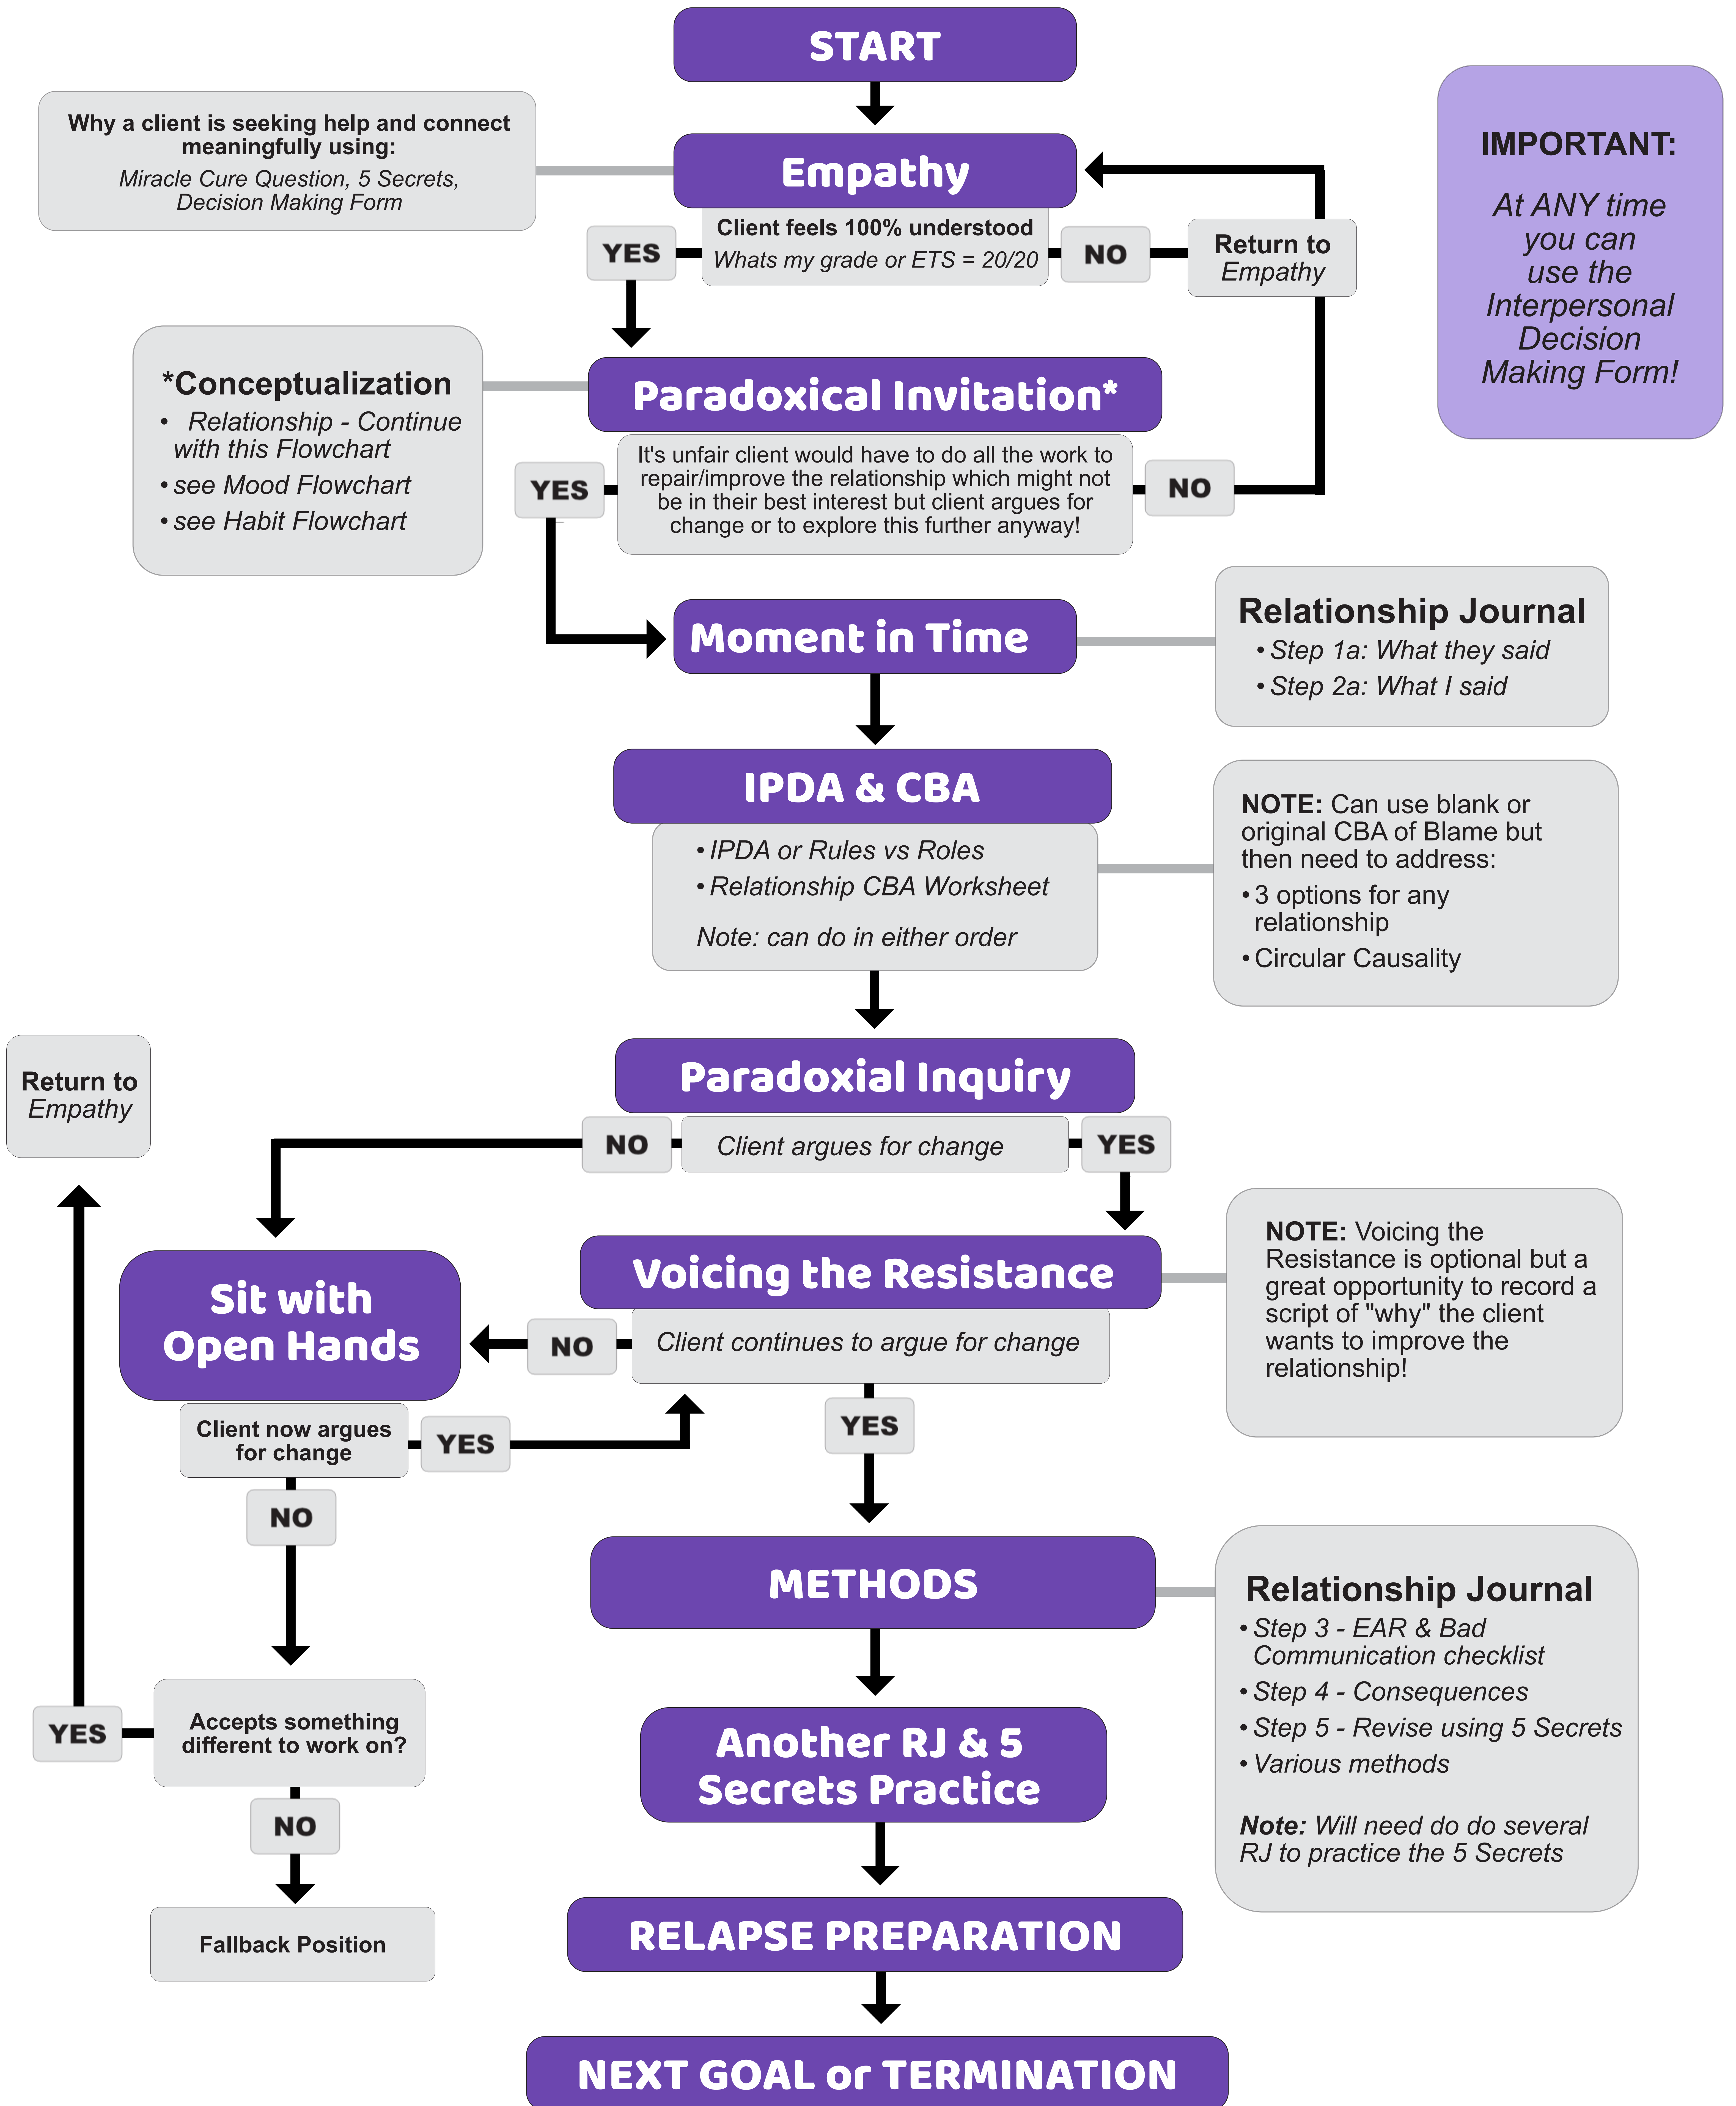 START
Why a client is seeking help and connect
meaningfully using:
Miracle Cure Question, 5 Secrets,
Decision Making Form
Empathy
Client feels 100% understood
Whats my grade or ETS = 20/20
YES
NO
Return to
Empathy
IMPORTANT:
At ANY time
you can
use the
Interpersonal
Decision
Making Form!
*Conceptualization
• Relationship - Continue
with this Flowchart
• see Mood Flowchart
• see Habit Flowchart
Paradoxical Invitation*
It's unfair client would have to do all the work to
repair/improve the relationship which might not
be in their best interest but client argues for
change or to explore this further anyway!
YES
NO
Moment in Time
Relationship Journal
• Step 1a: What they said
• Step 2a: What I said
IPDA & CBA
• IPDA or Rules vs Roles
• Relationship CBA Worksheet
Note: can do in either order
NOTE: Can use blank or
original CBA of Blame but
then need to address:
• 3 options for any
relationship
• Circular Causality
Return to
Empathy
Paradoxial Inquiry
NO
Client argues for change
YES
Sit with
Open Hands
Voicing the Resistance
Client continues to argue for change
NO
YES
NOTE: Voicing the
Resistance is optional but a
great opportunity to record a
script of "why" the client
wants to improve the
relationship!
Client now argues
for change
YES
NO
METHODS
Relationship Journal
• Step 3 - EAR & Bad
Communication checklist
• Step 4 - Consequences
• Step 5 - Revise using 5 Secrets
• Various methods
Note: Will need do do several
RJ to practice the 5 Secrets
YES
Accepts something
different to work on?
NO
Fallback Position
Another RJ & 5
Secrets Practice
RELAPSE PREPARATION
NEXT GOAL or TERMINATION